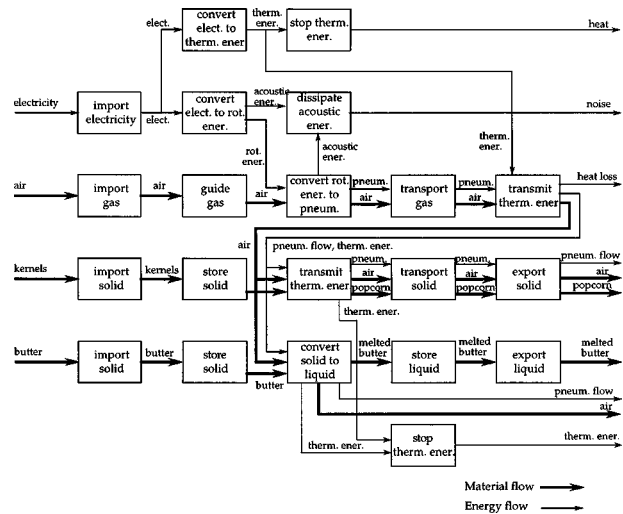 elect.
convert
elect. to
therm. ener
therm.
ener.
stop therm.
ener.
heat
electricity
import
electricity
elect.
convert
elect to rot.
ener.
acoustic
ener.
dissipate
acoustic
ener.
noise
rot.
ener.
acoustic
ener.
therm.
ener.
air
import
gas
air
guide
gas
air
convert rot.
ener. to
pneum.
pneum.
air
transport
gas
pneum.
air
transmit
therm. ener
heat loss
air
pneum. flow, therm. ener.
kernels
import
solid
kernels
store
solid
transmit
therm. ener
pneum.
air
popcorn
transport
solid
pneum.
air
popcorn
export
solid
pneum. flow
air
popcorn
therm. ener.
butter
import
solid
butter
store
solid
butter
convert
solid to
liquid
melted
butter
store
liquid
melted
butter
export
liquid
melted
butter
pneum. flow
air
therm. ener.
stop
therm. ener.
therm. ener.
Material flow
Energy flow